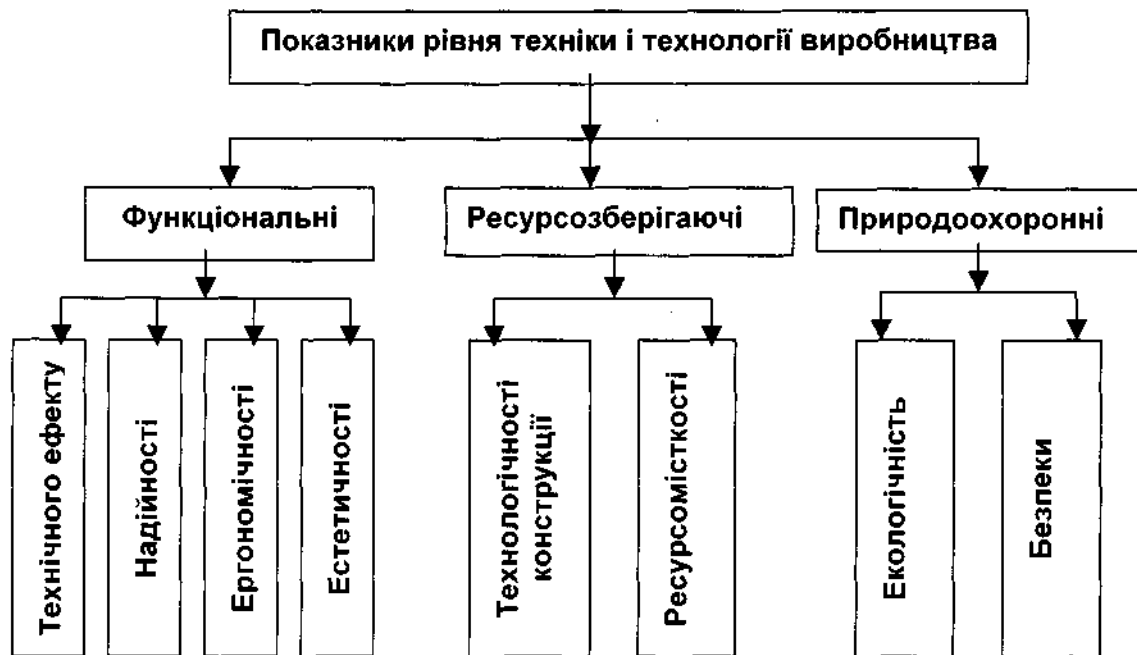 Показники рівня техніки і технології виробництва
Функціональні
Ресурсозберігаючі
Природоохоронні
Технічного ефекту
Надійності
Ергономічності
Естетичності
Технологічності
конструкції
Ресурсомісткості
Екологічність
Безпеки